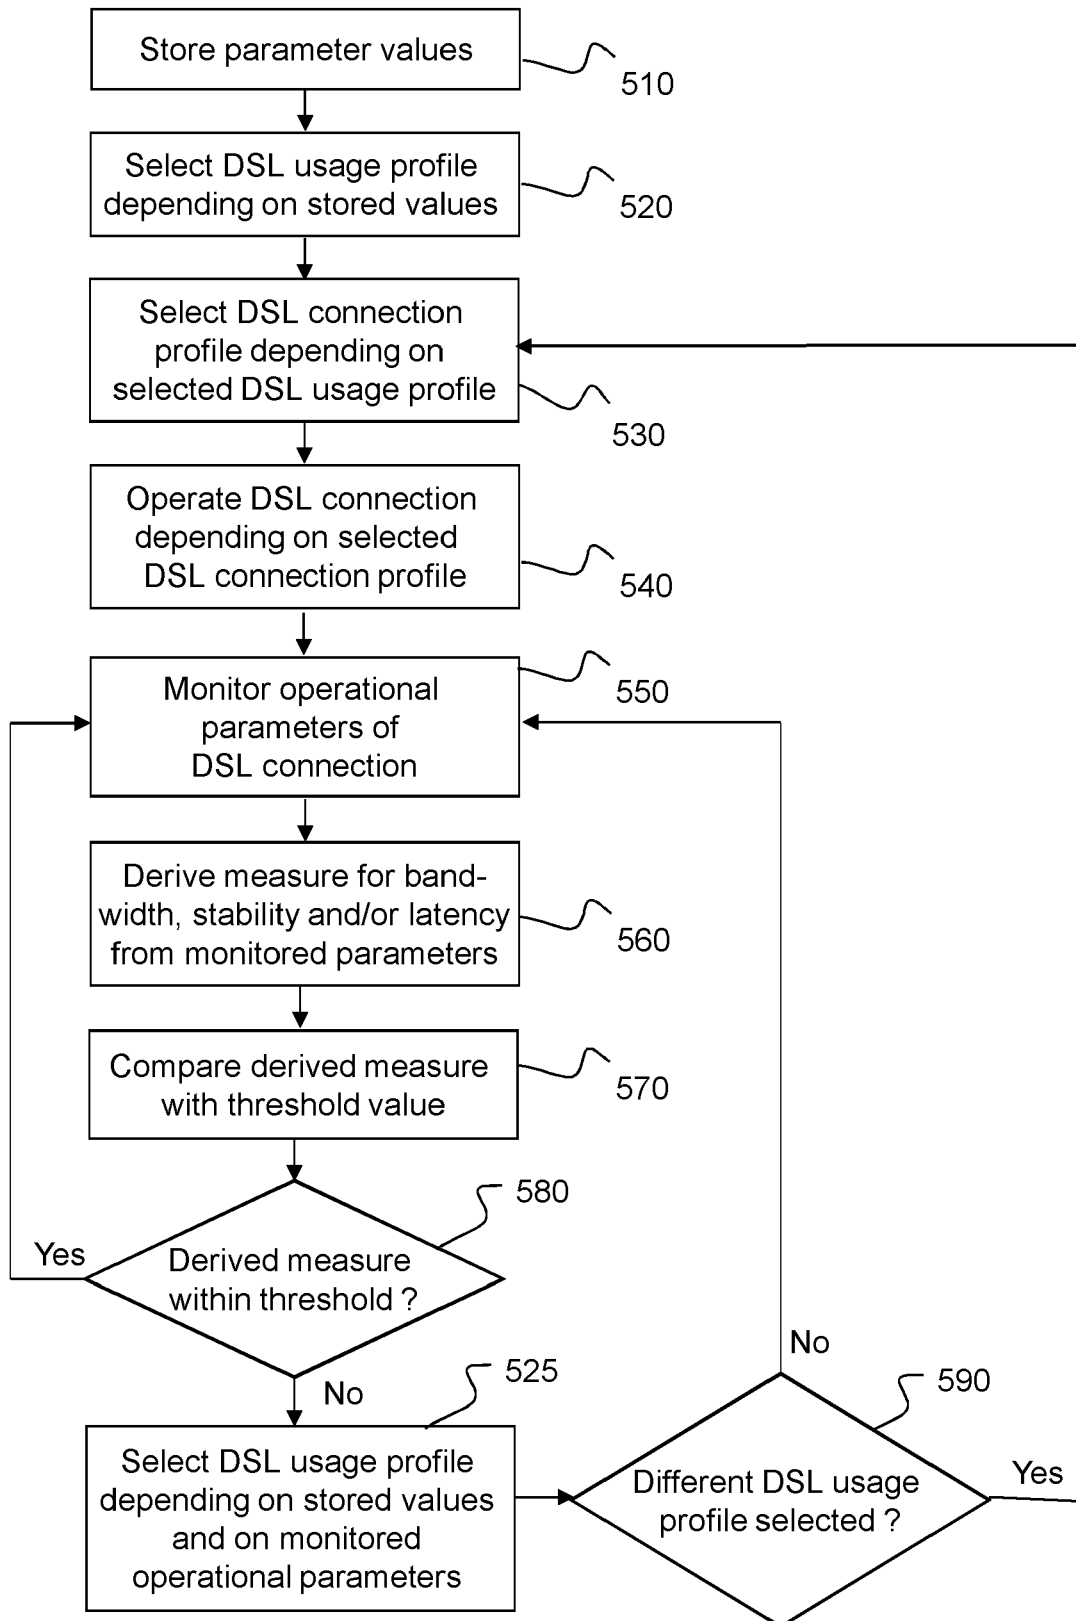 Store parameter values
510
Select DSL usage profile
depending on stored values
520
Select DSL connection
profile depending on
selected DSL usage profile
530
Operate DSL connection
depending on selected
DSL connection profile
540
Monitor operational
parameters of
DSL connection
550
Derive measure for band-
width, stability and/or latency
from monitored parameters
560
Compare derived measure
with threshold value
570
580
Yes
Derived measure
within threshold ?
No
525
Select DSL usage profile
depending on stored values
and on monitored
operational parameters
No
590
Different DSL usage
profile selected ?
Yes